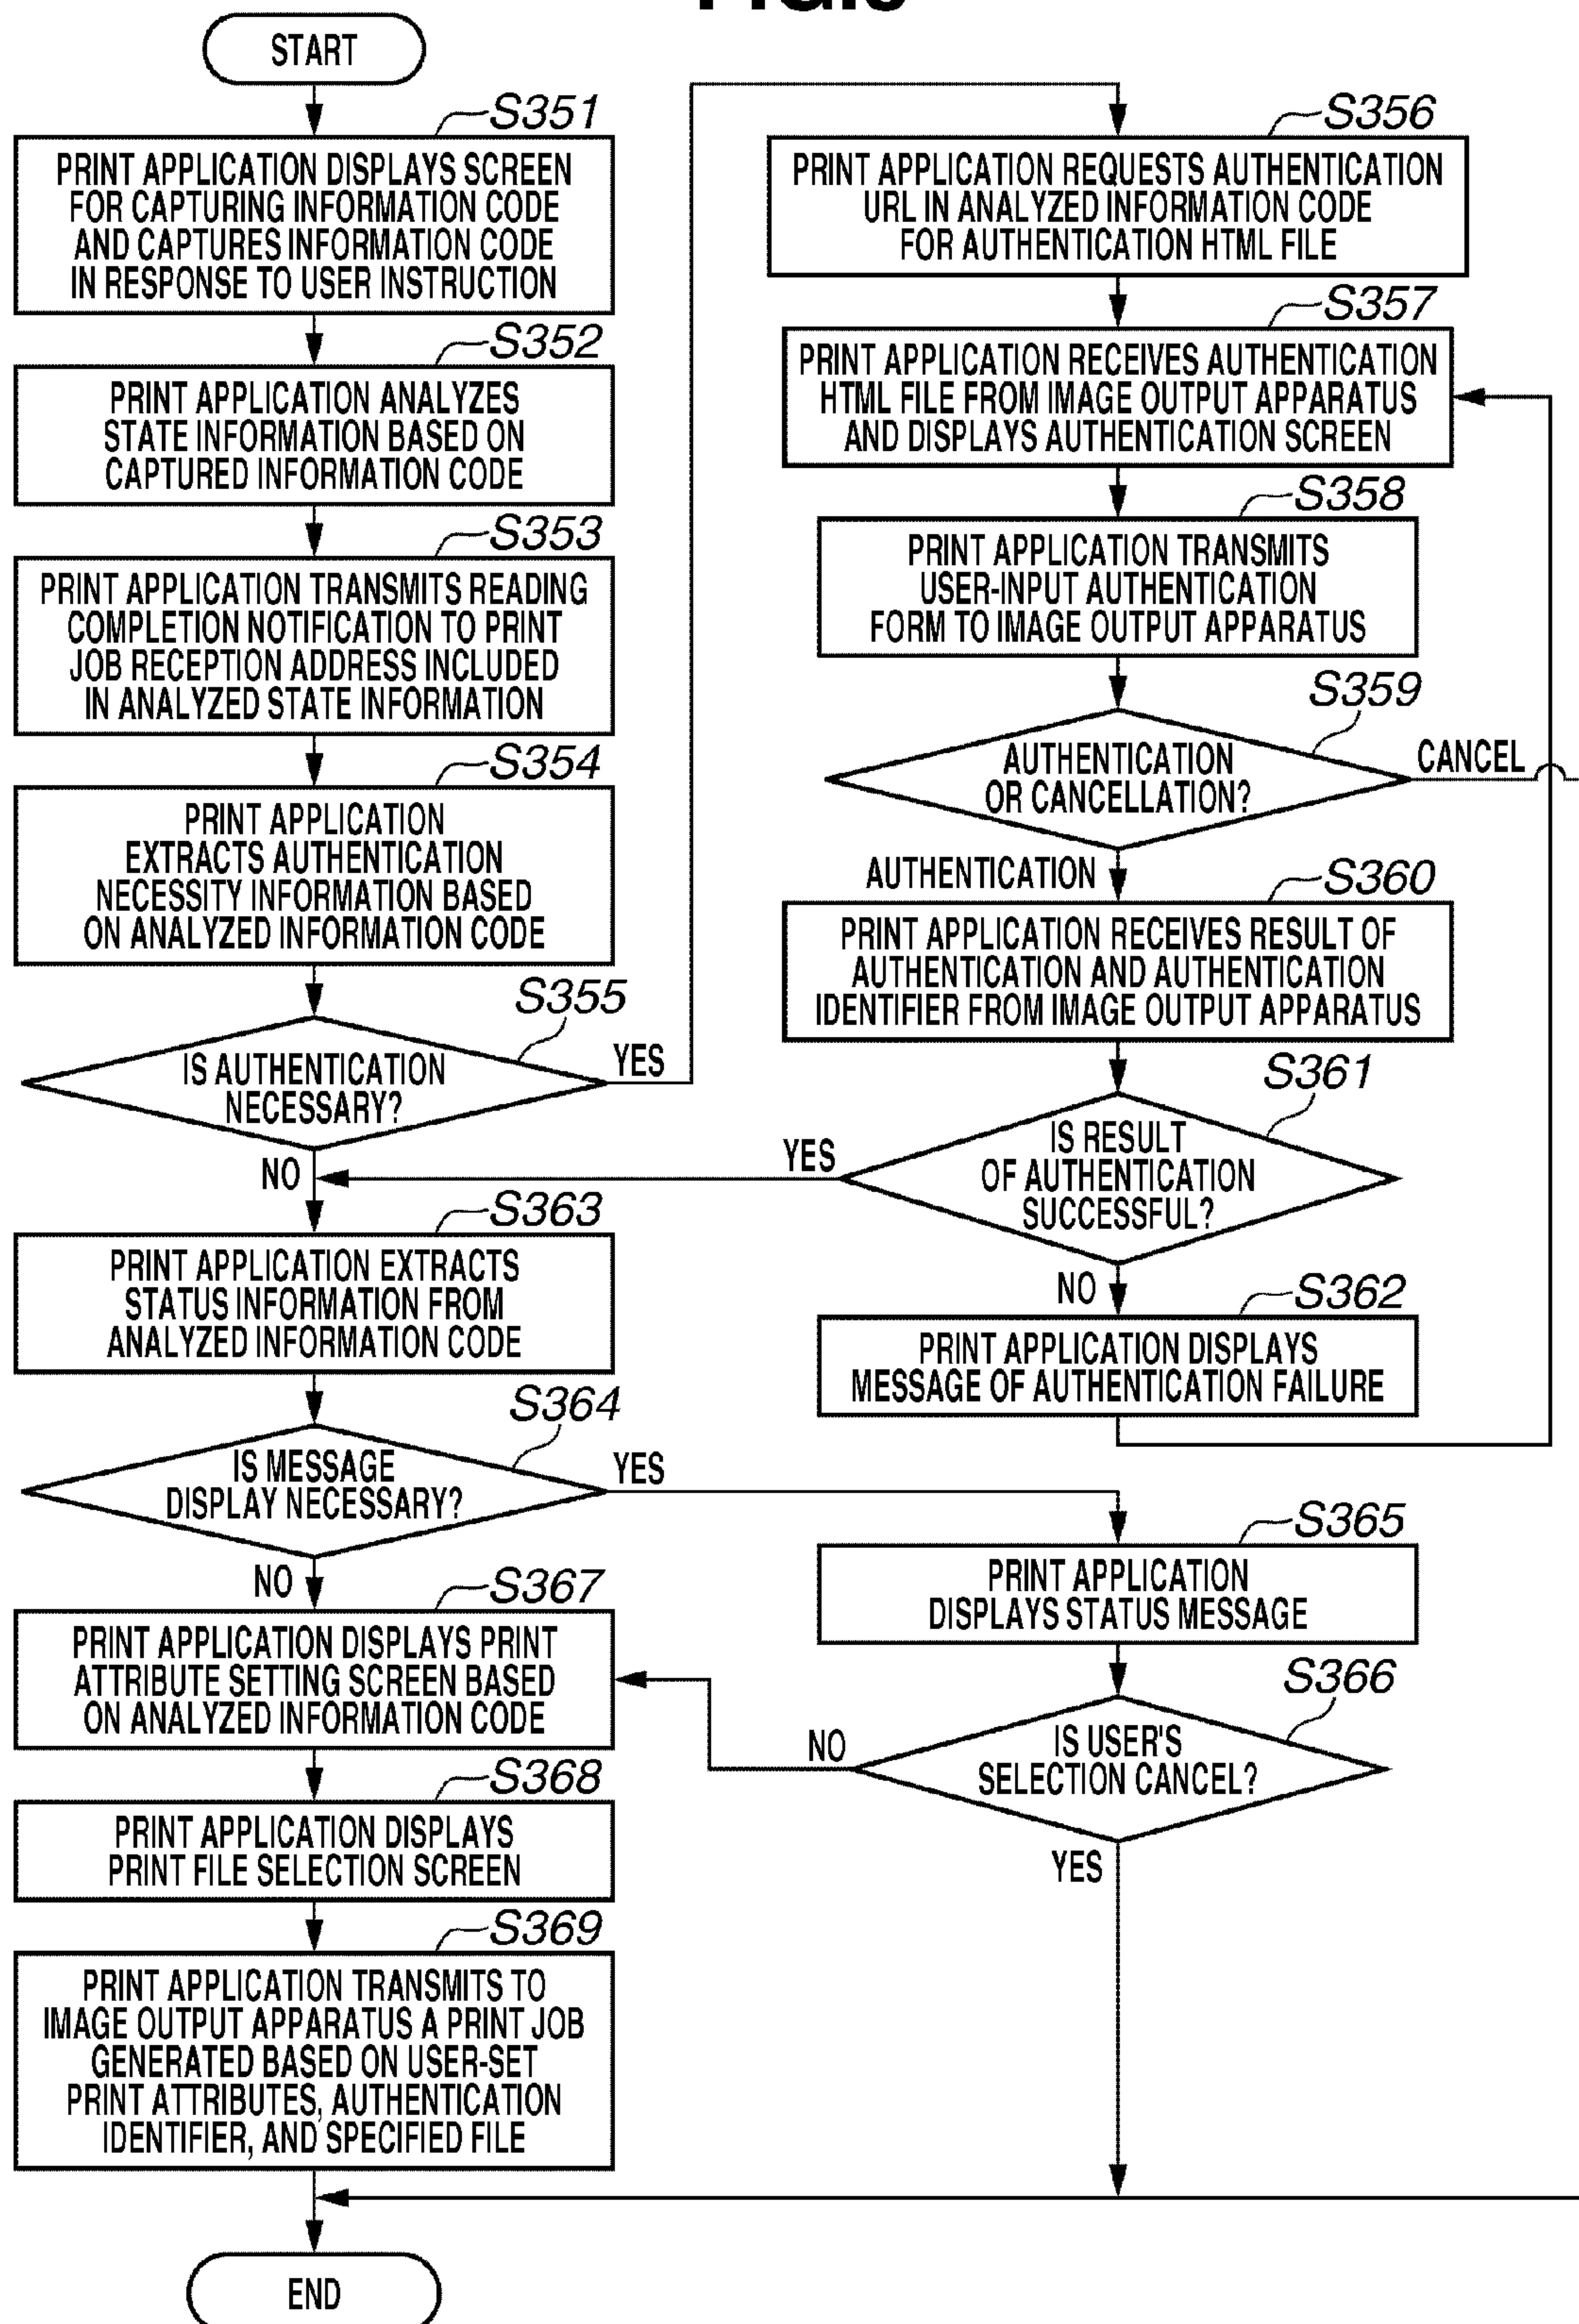 START
S351
PRINT APPLICATION DISPLAYS SCREEN
FOR CAPTURING INFORMATION CODE
AND CAPTURES INFORMATION CODE
IN RESPONSE TO USER INSTRUCTION
S352
PRINT APPLICATION ANALYZES
STATE INFORMATION BASED ON
CAPTURED INFORMATION CODE
S353
PRINT APPLICATION TRANSMITS READING
COMPLETION NOTIFICATION TO PRINT
JOB RECEPTION ADDRESS INCLUDED
IN ANALYZED STATE INFORMATION
S354
PRINT APPLICATION
EXTRACTS AUTHENTICATION
NECESSITY INFORMATION BASED
ON ANALYZED INFORMATION CODE
S355
IS AUTHENTICATION
NECESSARY?
YES
NO
S356
PRINT APPLICATION REQUESTS AUTHENTICATION
URL IN ANALYZED INFORMATION CODE
FOR AUTHENTICATION HTML FILE
S357
PRINT APPLICATION RECEIVES AUTHENTICATION
HTML FILE FROM IMAGE OUTPUT APPARATUS
AND DISPLAYS AUTHENTICATION SCREEN
S358
PRINT APPLICATION TRANSMITS
USER-INPUT AUTHENTICATION
FORM TO IMAGE OUTPUT APPARATUS
S359
AUTHENTICATION
OR CANCELLATION?
CANCEL
AUTHENTICATION
S360
PRINT APPLICATION RECEIVES RESULT OF
AUTHENTICATION AND AUTHENTICATION
IDENTIFIER FROM IMAGE OUTPUT APPARATUS
S361
IS RESULT
OF AUTHENTICATION
SUCCESSFUL?
YES
NO
S362
PRINT APPLICATION DISPLAYS
MESSAGE OF AUTHENTICATION FAILURE
S363
PRINT APPLICATION EXTRACTS
STATUS INFORMATION FROM
ANALYZED INFORMATION CODE
S364
IS MESSAGE
DISPLAY NECESSARY?
YES
NO
S365
PRINT APPLICATION
DISPLAYS STATUS MESSAGE
S366
IS USER'S
SELECTION CANCEL?
NO
YES
S367
PRINT APPLICATION DISPLAYS PRINT
ATTRIBUTE SETTING SCREEN BASED
ON ANALYZED INFORMATION CODE
S368
PRINT APPLICATION DISPLAYS
PRINT FILE SELECTION SCREEN
S369
PRINT APPLICATION TRANSMITS TO
IMAGE OUTPUT APPARATUS A PRINT JOB
GENERATED BASED ON USER-SET
PRINT ATTRIBUTES, AUTHENTICATION
IDENTIFIER, AND SPECIFIED FILE
END